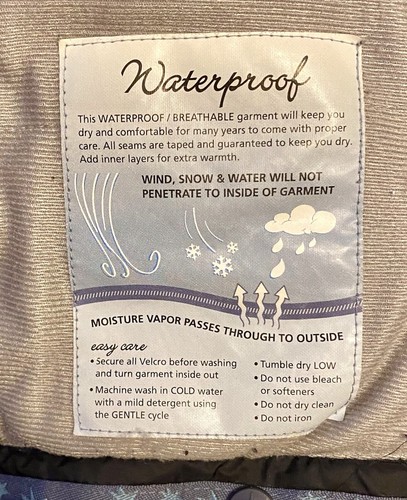 Waterproof
This WATERPROOF / BREATHABLE garment will keep you
dry and comfortable for many years to come with proper
care. All seams are taped and guaranteed to keep you dry.
Add inner layers for extra warmth.
WIND, SNOW & WATER WILL NOT
PENETRATE TO INSIDE OF GARMENT
MOISTURE VAPOR PASSES THROUGH TO OUTSIDE
easy care
• Secure all Velcro before washing
and turn garment inside out
• Machine wash in COLD water
with a mild detergent using
the GENTLE cycle
• Tumble dry LOW
• Do not use bleach
or softeners
• Do not dry clean
• Do not iron